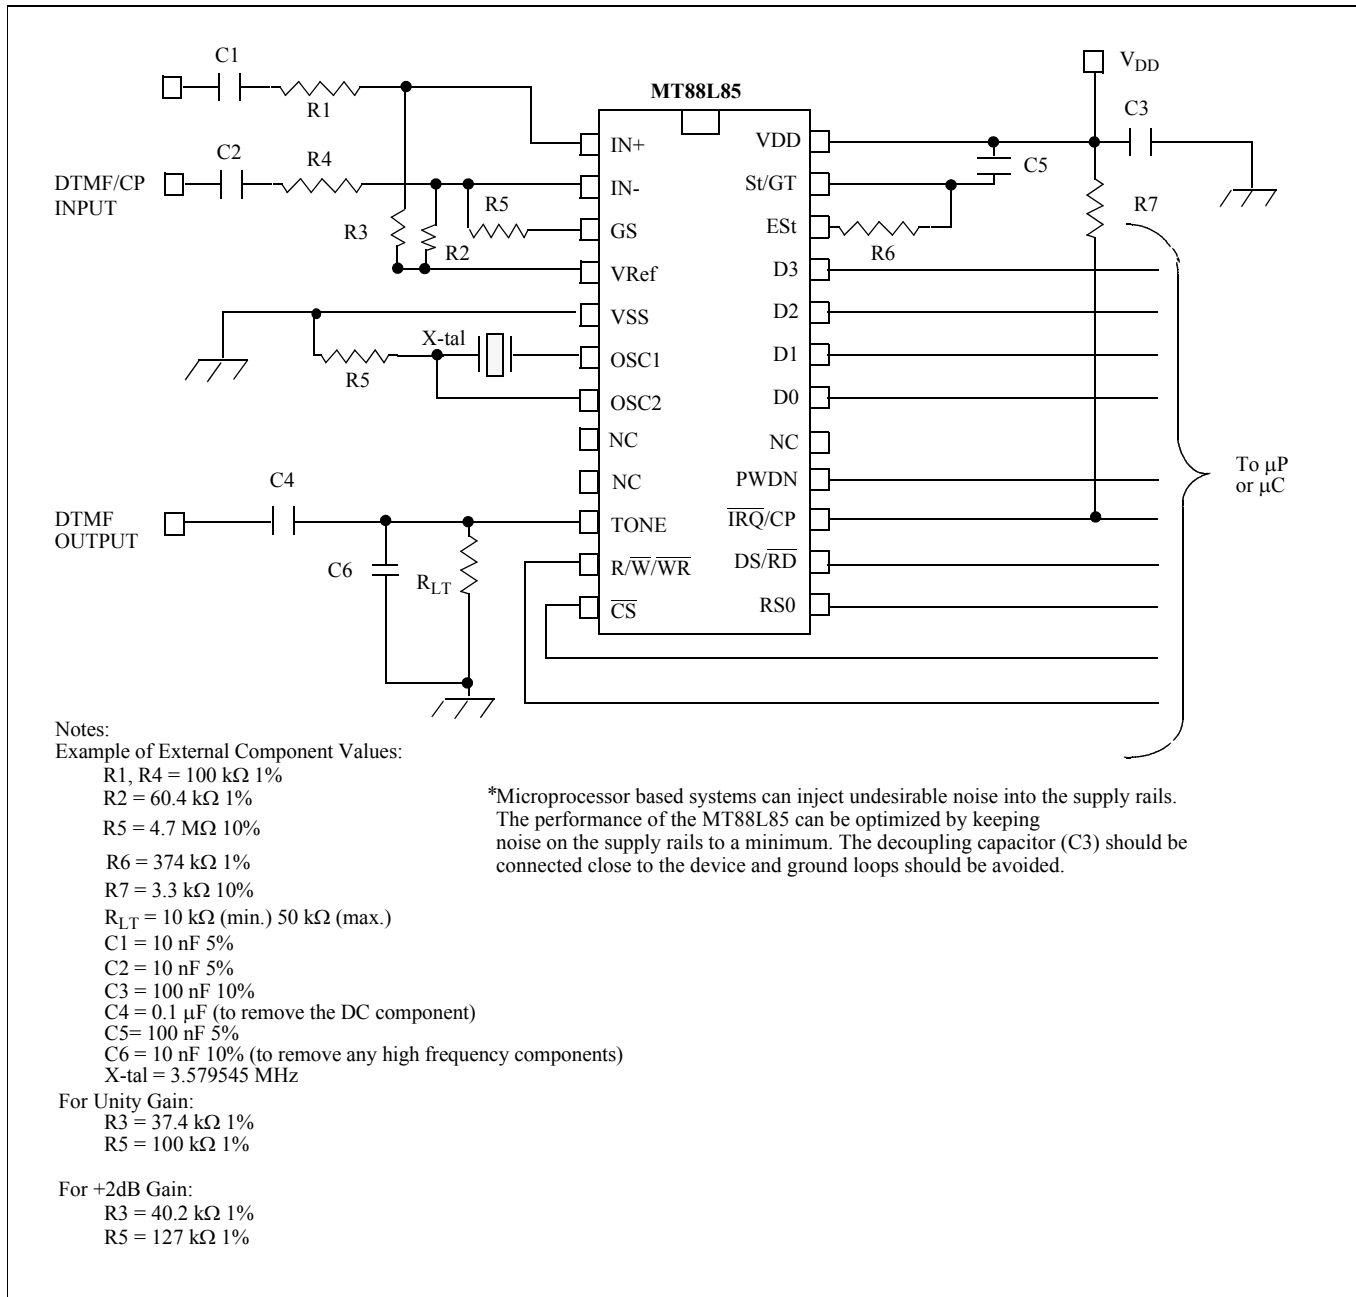 C1
R1
MT88L85
V_DD
C3
IN+
VDD
C2
R4
C5
DTMF/CP
INPUT
IN-
St/GT
R5
R7
R3
R2
GS
ESt
R6
VRef
D3
VSS
D2
X-tal
OSC1
D1
R5
OSC2
D0
NC
NC
To µP
or µC
C4
NC
PWDN
DTMF
OUTPUT
TONE
I̅R̅Q̅/CP
C6
R_LT
R/W̅/W̅R̅
DS/R̅D̅
C̅S̅
RS0
Notes:
Example of External Component Values:
R1, R4 = 100 kΩ 1%
R2 = 60.4 kΩ 1%
R5 = 4.7 MΩ 10%
R6 = 374 kΩ 1%
R7 = 3.3 kΩ 10%
R_LT = 10 kΩ (min.) 50 kΩ (max.)
C1 = 10 nF 5%
C2 = 10 nF 5%
C3 = 100 nF 10%
C4 = 0.1 µF (to remove the DC component)
C5= 100 nF 5%
C6 = 10 nF 10% (to remove any high frequency components)
X-tal = 3.579545 MHz
For Unity Gain:
R3 = 37.4 kΩ 1%
R5 = 100 kΩ 1%
For +2dB Gain:
R3 = 40.2 kΩ 1%
R5 = 127 kΩ 1%
*Microprocessor based systems can inject undesirable noise into the supply rails.
The performance of the MT88L85 can be optimized by keeping
noise on the supply rails to a minimum. The decoupling capacitor (C3) should be
connected close to the device and ground loops should be avoided.